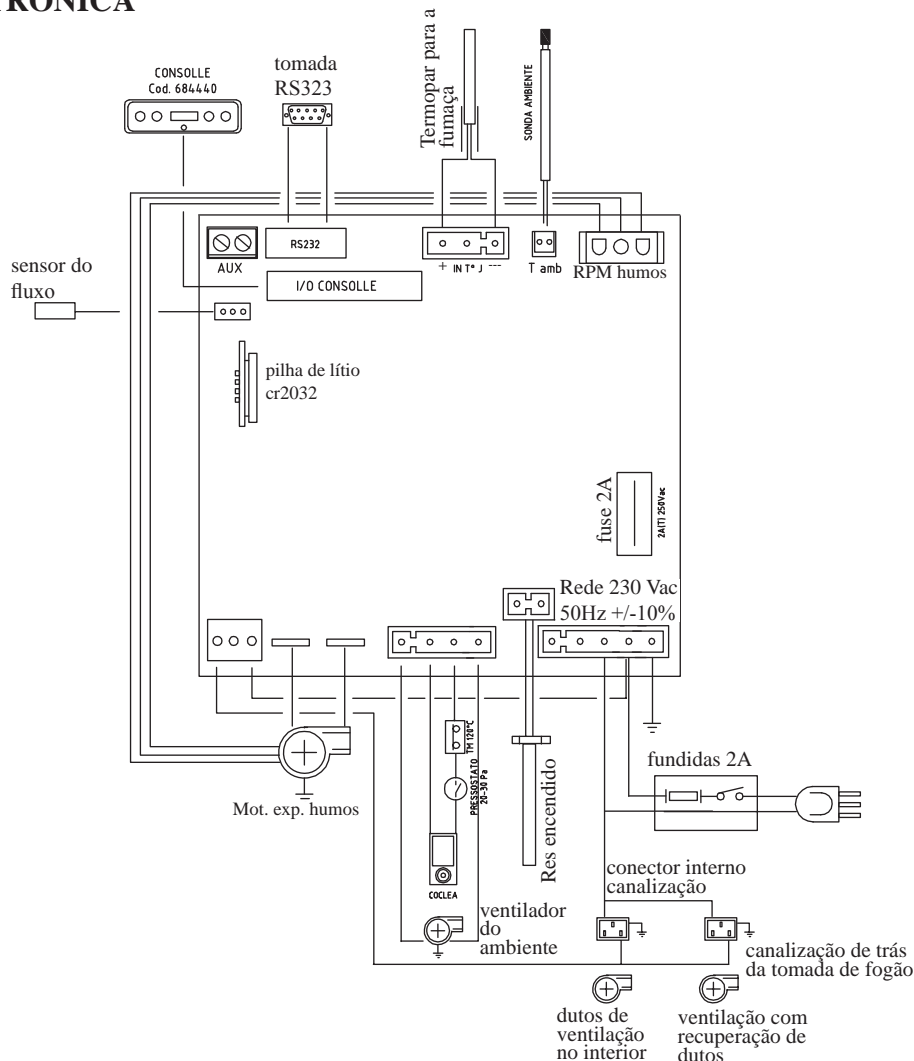 TRÔNICA
CONSOLLE
Cod. 684440
tomada
RS323
Termopar para a
fumaça
SONDA AMBIENTE
AUX
RS232
+ IN T° J ---
T amb
RPM humos
I/O CONSOLLE
sensor do
fluxo
pilha de lítio
cr2032
fuse 2A
2A(T) 250Vac
Rede 230 Vac
50Hz +/-10%
TM 120°C
PRESSOSTATO
20-30 Pa
Mot. exp. humos
Res encendido
fundidas 2A
COCLEA
conector interno
canalização
ventilador
do
ambiente
canalização de trás
da tomada de fogão
dutos de
ventilação
no interior
ventilação com
recuperação de
dutos